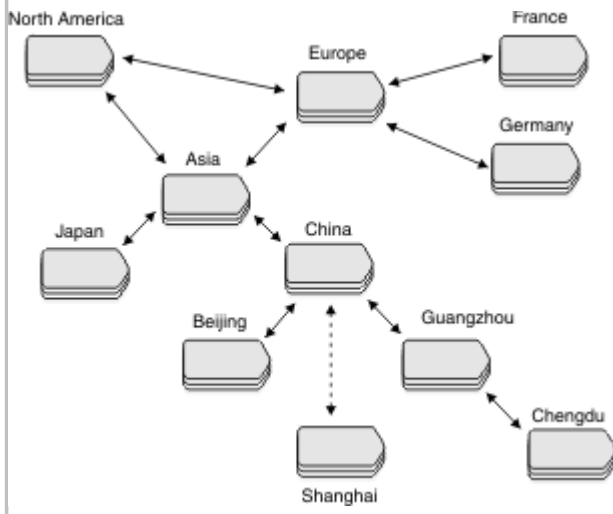 North America
France
Europe
Germany
Asia
Japan
China
Beijing
Guangzhou
Chengdu
Shanghai